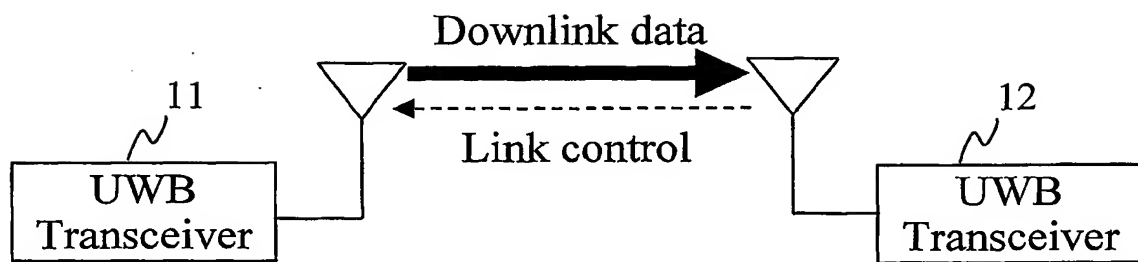 Downlink data
11
12
Link control
UWB
Transceiver
UWB
Transceiver